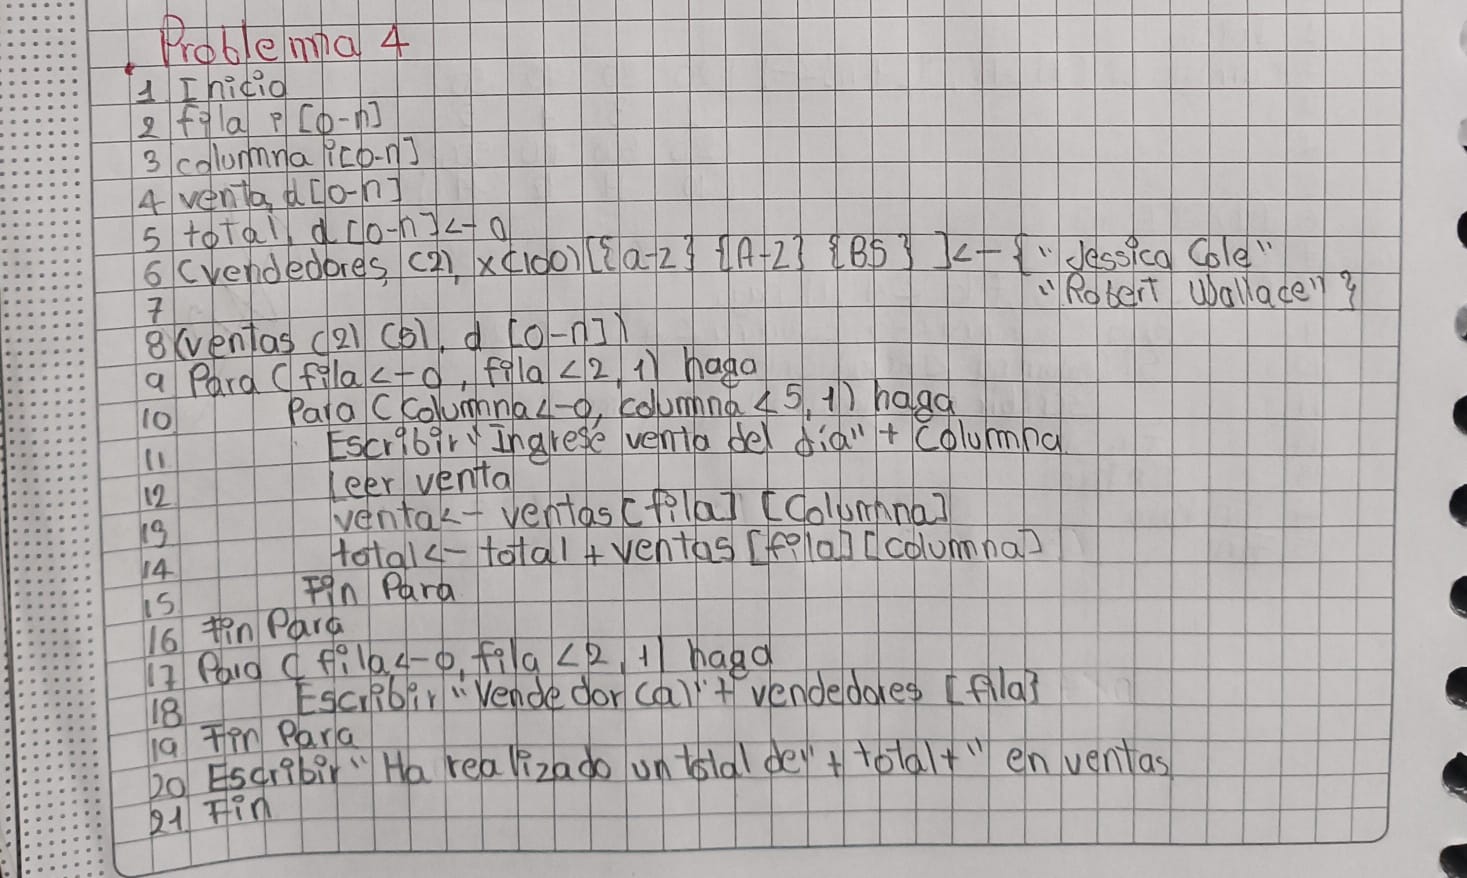 Problema 4
1 Inicio
2 fila i [0-n]
3 columna i[0-n]
4 venta, d[0-n]
5 total, d [0-n] <- 0
6 (vendedores, (2), x(100) [{a-z} {A-Z} {BS} ] <- { "Jessica Cole"
7 "Robert Wallace" }
8 (ventas (2) (5), d [0-n])
9 Para (fila <- 0, fila < 2, 1) haga
10 Para (Columna <- 0, columna < 5, 1) haga
11 Escribir "Ingrese venta del día" + Columna
12 Leer venta
13 venta <- ventas [fila] [Columna]
14 total <- total + ventas [fila] [columna]
15 Fin Para
16 Fin Para
17 Para ( fila <- 0, fila < 2, 1) haga
18 Escribir "Vendedor (a)" + vendedores [fila]
19 Fin Para
20 Escribir "Ha realizado un total de" + total + " en ventas
21 Fin